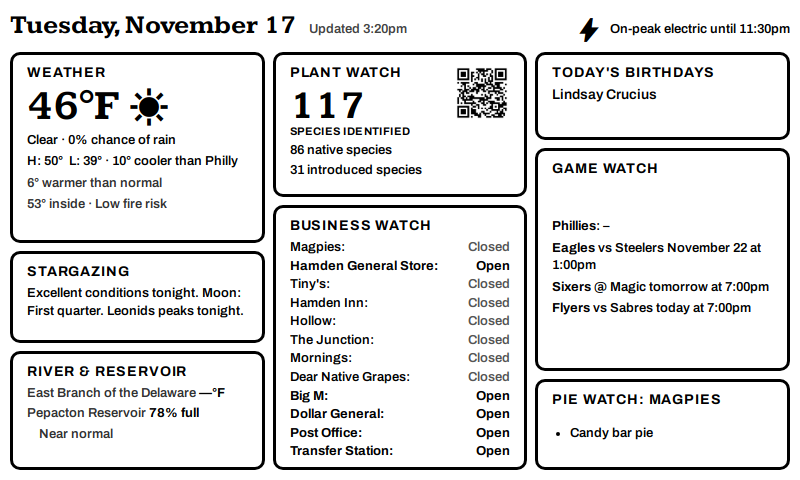 Tuesday, November 17 Updated 3:20pm On-peak electric until 11:30pm
WEATHER
46°F
Clear · 0% chance of rain
H: 50° L: 39° · 10° cooler than Philly
6° warmer than normal
53° inside · Low fire risk
STARGAZING
Excellent conditions tonight. Moon:
First quarter. Leonids peaks tonight.
RIVER & RESERVOIR
East Branch of the Delaware —°F
Pepacton Reservoir 78% full
Near normal
PLANT WATCH
117
SPECIES IDENTIFIED
86 native species
31 introduced species
BUSINESS WATCH
Magpies: Closed
Hamden General Store: Open
Tiny's: Closed
Hamden Inn: Closed
Hollow: Closed
The Junction: Closed
Mornings: Closed
Dear Native Grapes: Closed
Big M: Open
Dollar General: Open
Post Office: Open
Transfer Station: Open
TODAY'S BIRTHDAYS
Lindsay Crucius
GAME WATCH
Phillies: –
Eagles vs Steelers November 22 at
1:00pm
Sixers @ Magic tomorrow at 7:00pm
Flyers vs Sabres today at 7:00pm
PIE WATCH: MAGPIES
• Candy bar pie